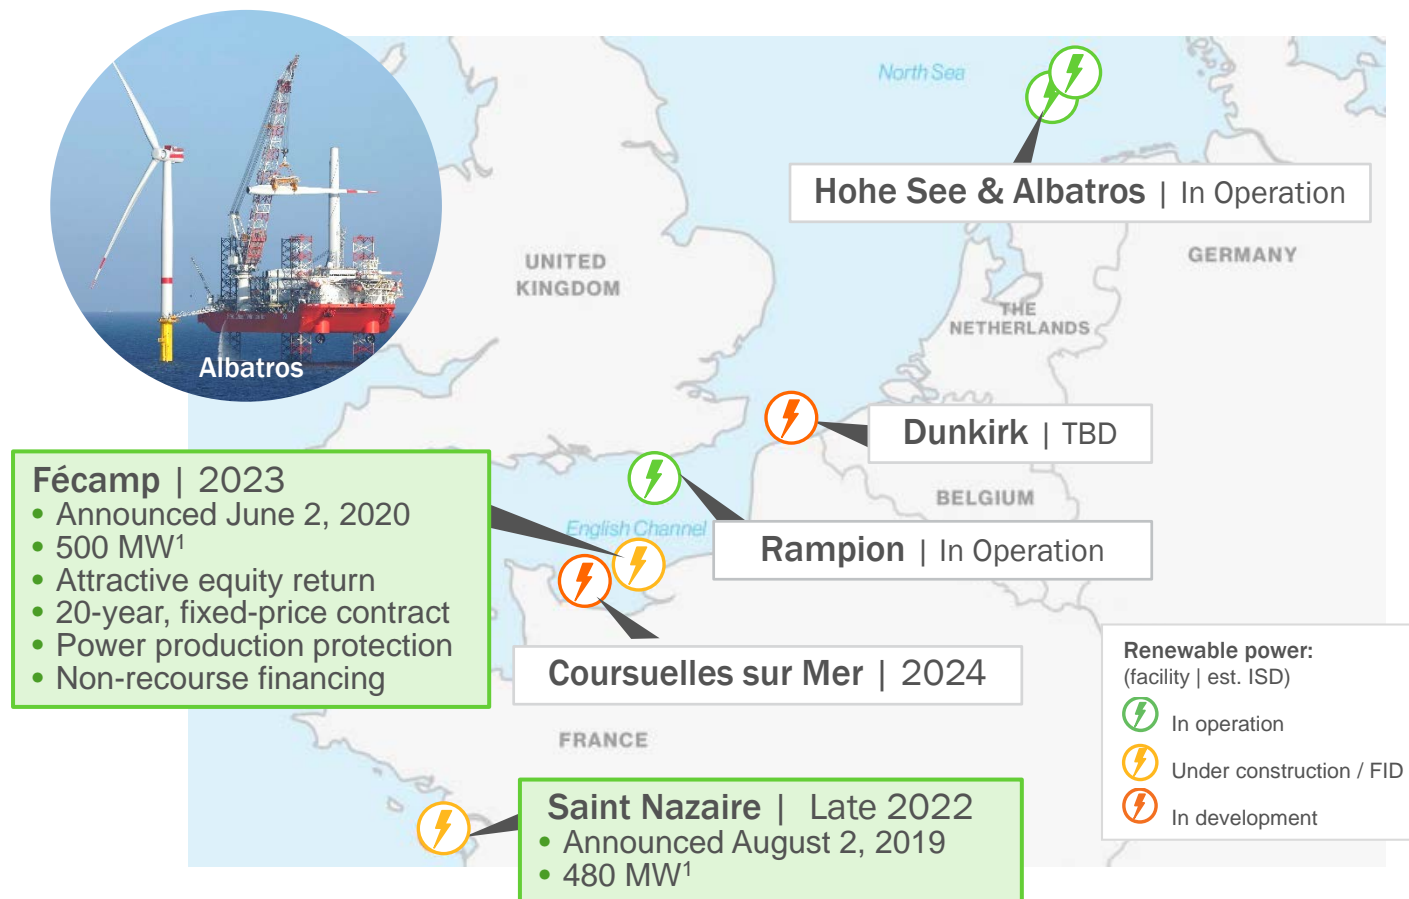 North Sea
Hohe See & Albatros | In Operation
GERMANY
UNITED
KINGDOM
THE
NETHERLANDS
Albatros
Dunkirk | TBD
Fécamp | 2023
• Announced June 2, 2020
• 500 MW¹
• Attractive equity return
• 20-year, fixed-price contract
• Power production protection
• Non-recourse financing
BELGIUM
English Channel
Rampion | In Operation
Coursuelles sur Mer | 2024
Renewable power:
(facility | est. ISD)
In operation
Under construction / FID
In development
FRANCE
Saint Nazaire | Late 2022
• Announced August 2, 2019
• 480 MW¹